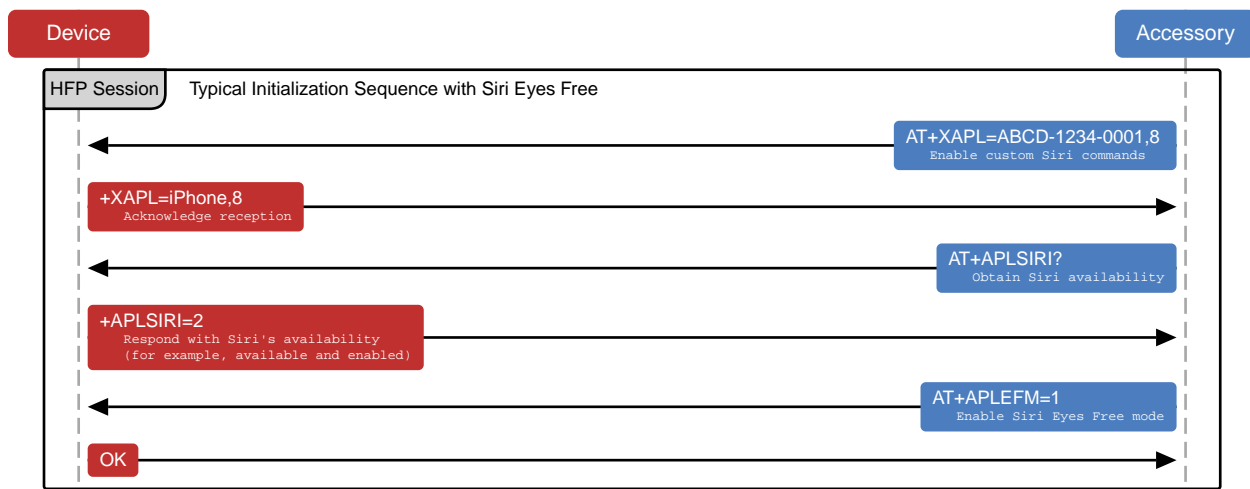 Device
Accessory
HFP Session
Typical Initialization Sequence with Siri Eyes Free
AT+XAPL=ABCD-1234-0001,8
Enable custom Siri commands
+XAPL=iPhone,8
Acknowledge reception
AT+APLSIRI?
Obtain Siri availability
+APLSIRI=2
Respond with Siri's availability
(for example, available and enabled)
AT+APLEFM=1
Enable Siri Eyes Free mode
OK